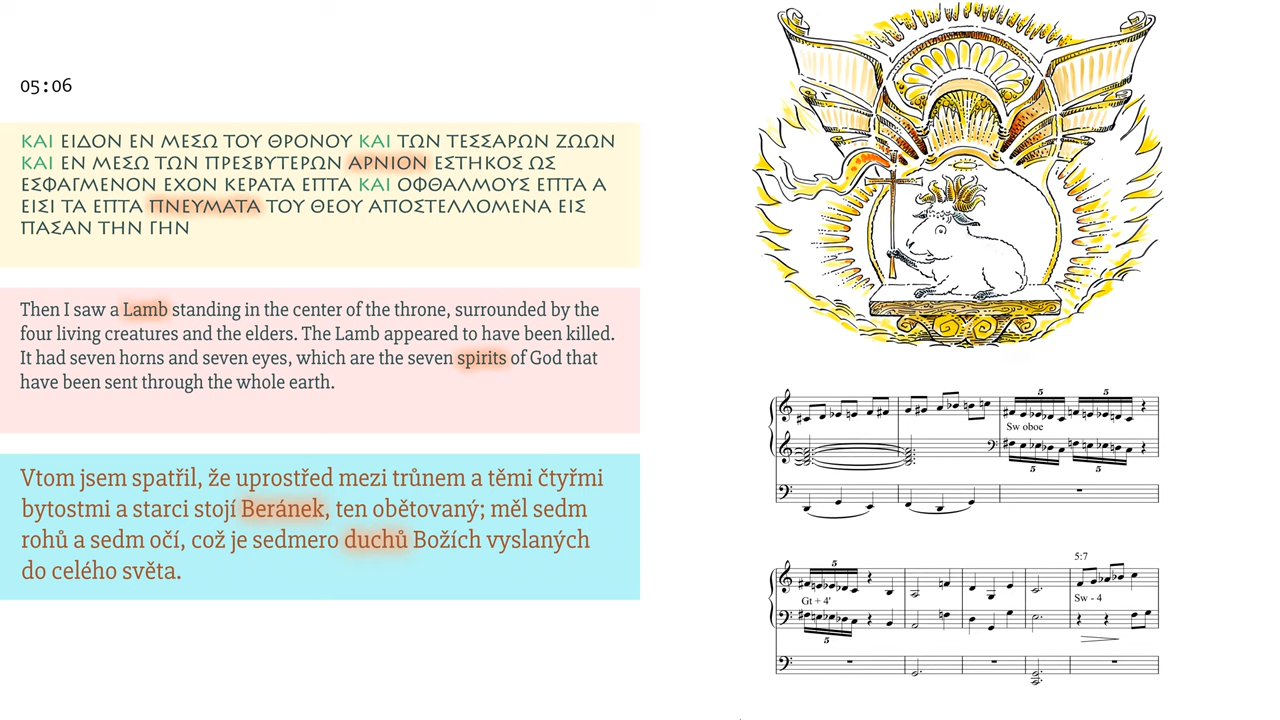 05:06
ΚΑΙ ΕΙΔΟΝ ΕΝ ΜΕΣΩ ΤΟΥ ΘΡΟΝΟΥ ΚΑΙ ΤΩΝ ΤΕΣΣΑΡΩΝ ΖΩΩΝ
ΚΑΙ ΕΝ ΜΕΣΩ ΤΩΝ ΠΡΕΣΒΥΤΕΡΩΝ ΑΡΝΙΟΝ ΕΣΤΗΚΟΣ ΩΣ
ΕΣΦΑΓΜΕΝΟΝ ΕΧΟΝ ΚΕΡΑΤΑ ΕΠΤΑ ΚΑΙ ΟΦΘΑΛΜΟΥΣ ΕΠΤΑ Α
ΕΙΣΙ ΤΑ ΕΠΤΑ ΠΝΕΥΜΑΤΑ ΤΟΥ ΘΕΟΥ ΑΠΟΣΤΕΛΛΟΜΕΝΑ ΕΙΣ
ΠΑΣΑΝ ΤΗΝ ΓΗΝ
Then I saw a Lamb standing in the center of the throne, surrounded by the
four living creatures and the elders. The Lamb appeared to have been killed.
It had seven horns and seven eyes, which are the seven spirits of God that
have been sent through the whole earth.
Vtom jsem spatřil, že uprostřed mezi trůnem a těmi čtyřmi
bytostmi a starci stojí Beránek, ten obětovaný; měl sedm
rohů a sedm očí, což je sedmero duchů Božích vyslaných
do celého světa.
5 5
Sw oboe
5 5
5 5:7
Gt + 4' Sw - 4
5